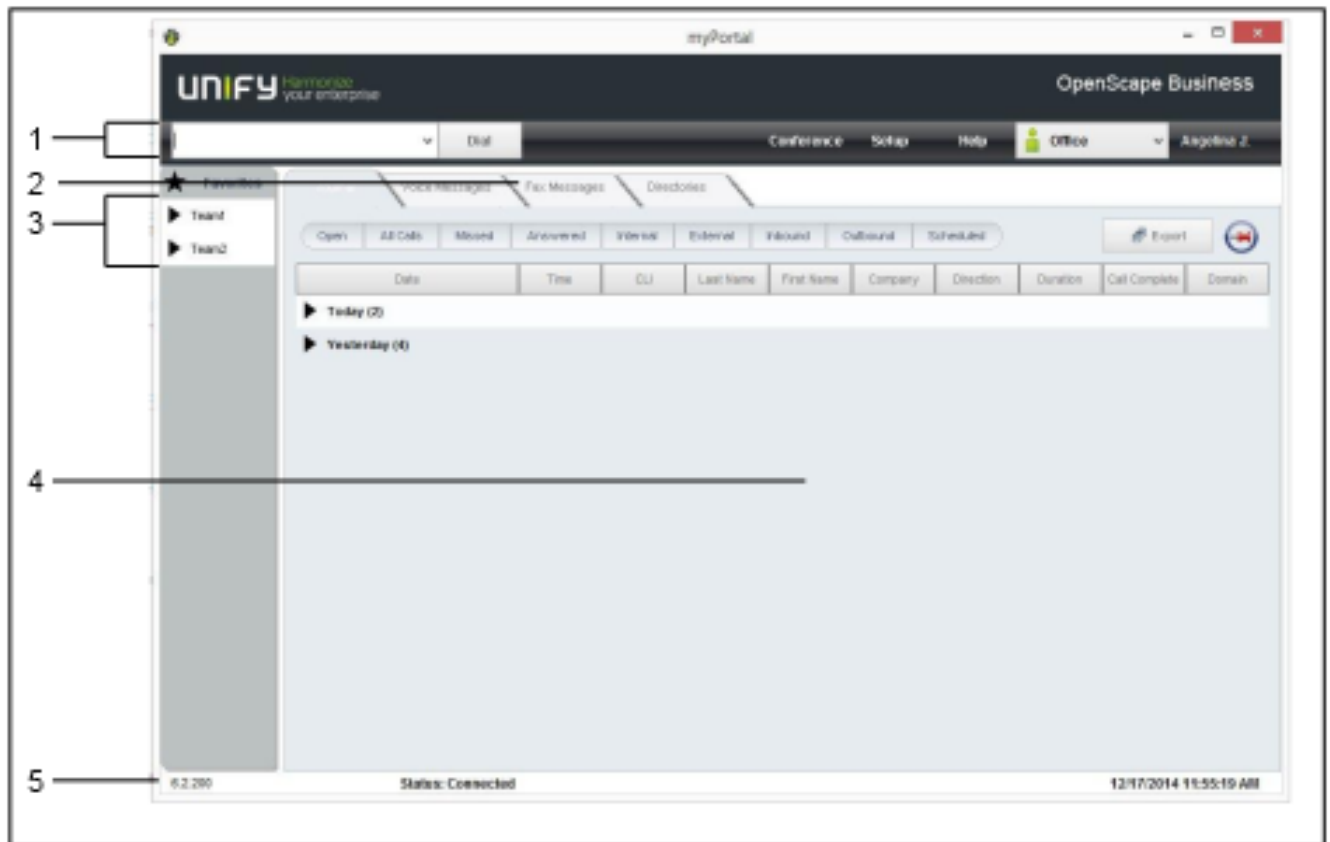 myPortal
UNIFY Harmonize your enterprise
OpenScape Business
1
Dial
Conference Setup Help Office Angelina J.
2
Favorites
Voice Messages Fax Messages Directories
3
Team1
Team2
Open All Calls Missed Answered Internal External Inbound Outbound Scheduled Export
Date Time CLI Last Name First Name Company Direction Duration Call Complete Domain
Today (2)
Yesterday (4)
4
5
6.2.200 Status: Connected 12/17/2014 11:55:19 AM